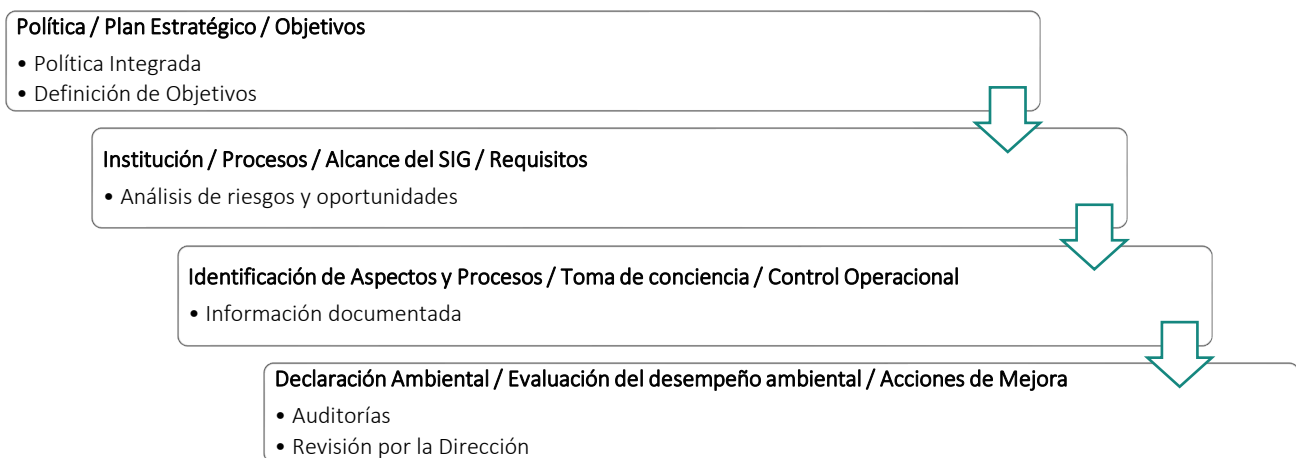 Política / Plan Estratégico / Objetivos
• Política Integrada
• Definición de Objetivos
Institución / Procesos / Alcance del SIG / Requisitos
• Análisis de riesgos y oportunidades
Identificación de Aspectos y Procesos / Toma de conciencia / Control Operacional
• Información documentada
Declaración Ambiental / Evaluación del desempeño ambiental / Acciones de Mejora
• Auditorías
• Revisión por la Dirección